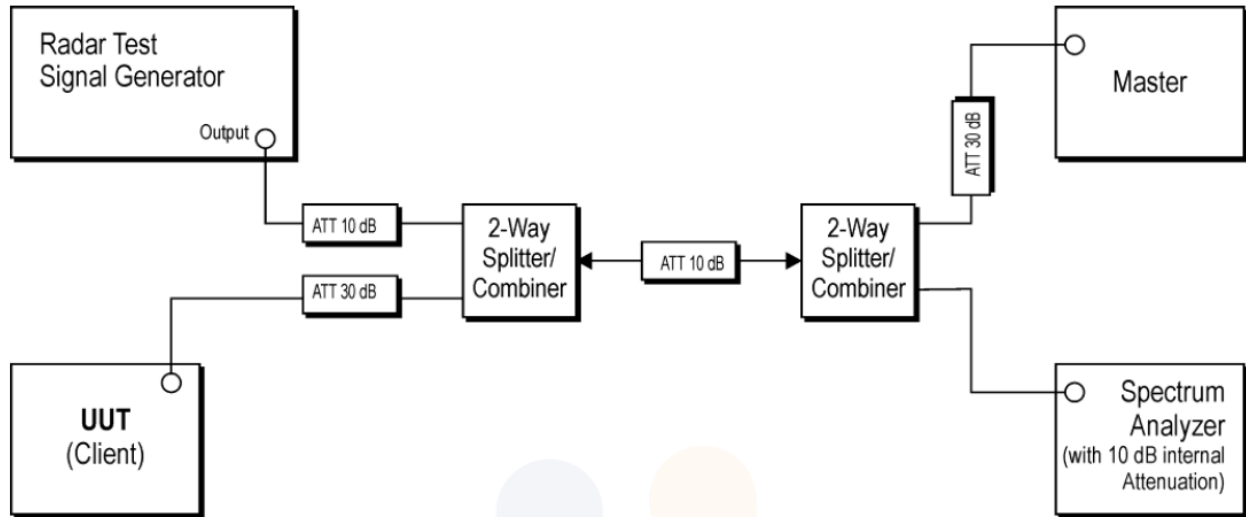 Radar Test
Signal Generator
Output
ATT 10 dB
ATT 30 dB
2-Way
Splitter/
Combiner
ATT 10 dB
2-Way
Splitter/
Combiner
ATT 30 dB
Master
UUT
(Client)
Spectrum
Analyzer
(with 10 dB internal
Attenuation)